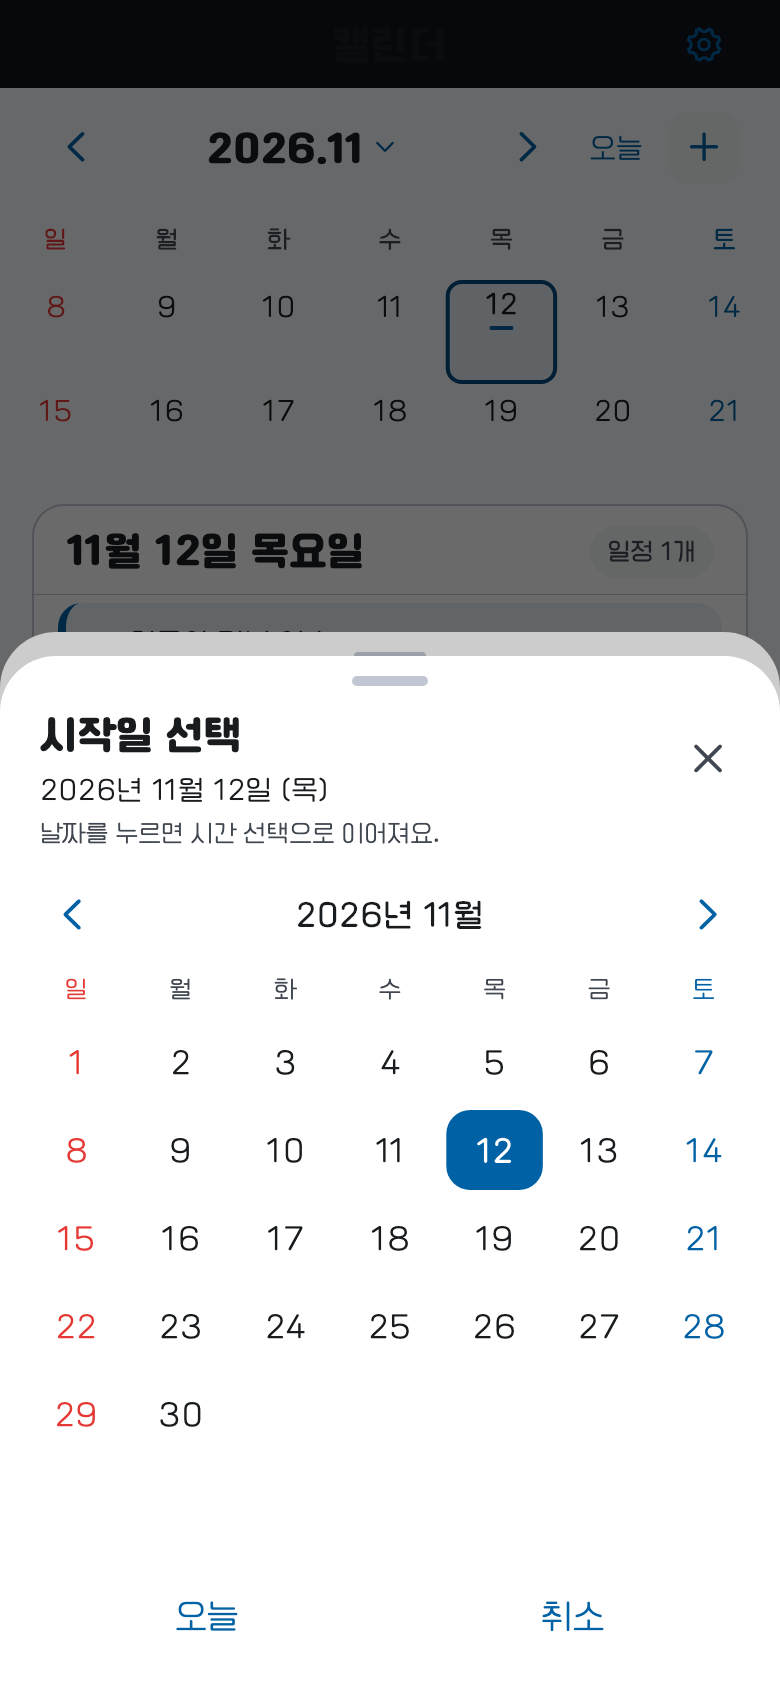 캘린더
2026.11 오늘
일 월 화 수 목 금 토
8 9 10 11 12 13 14
15 16 17 18 19 20 21
11월 12일 목요일 일정 1개
시작일 선택
2026년 11월 12일 (목)
날짜를 누르면 시간 선택으로 이어져요.
2026년 11월
일 월 화 수 목 금 토
1 2 3 4 5 6 7
8 9 10 11 12 13 14
15 16 17 18 19 20 21
22 23 24 25 26 27 28
29 30
오늘 취소